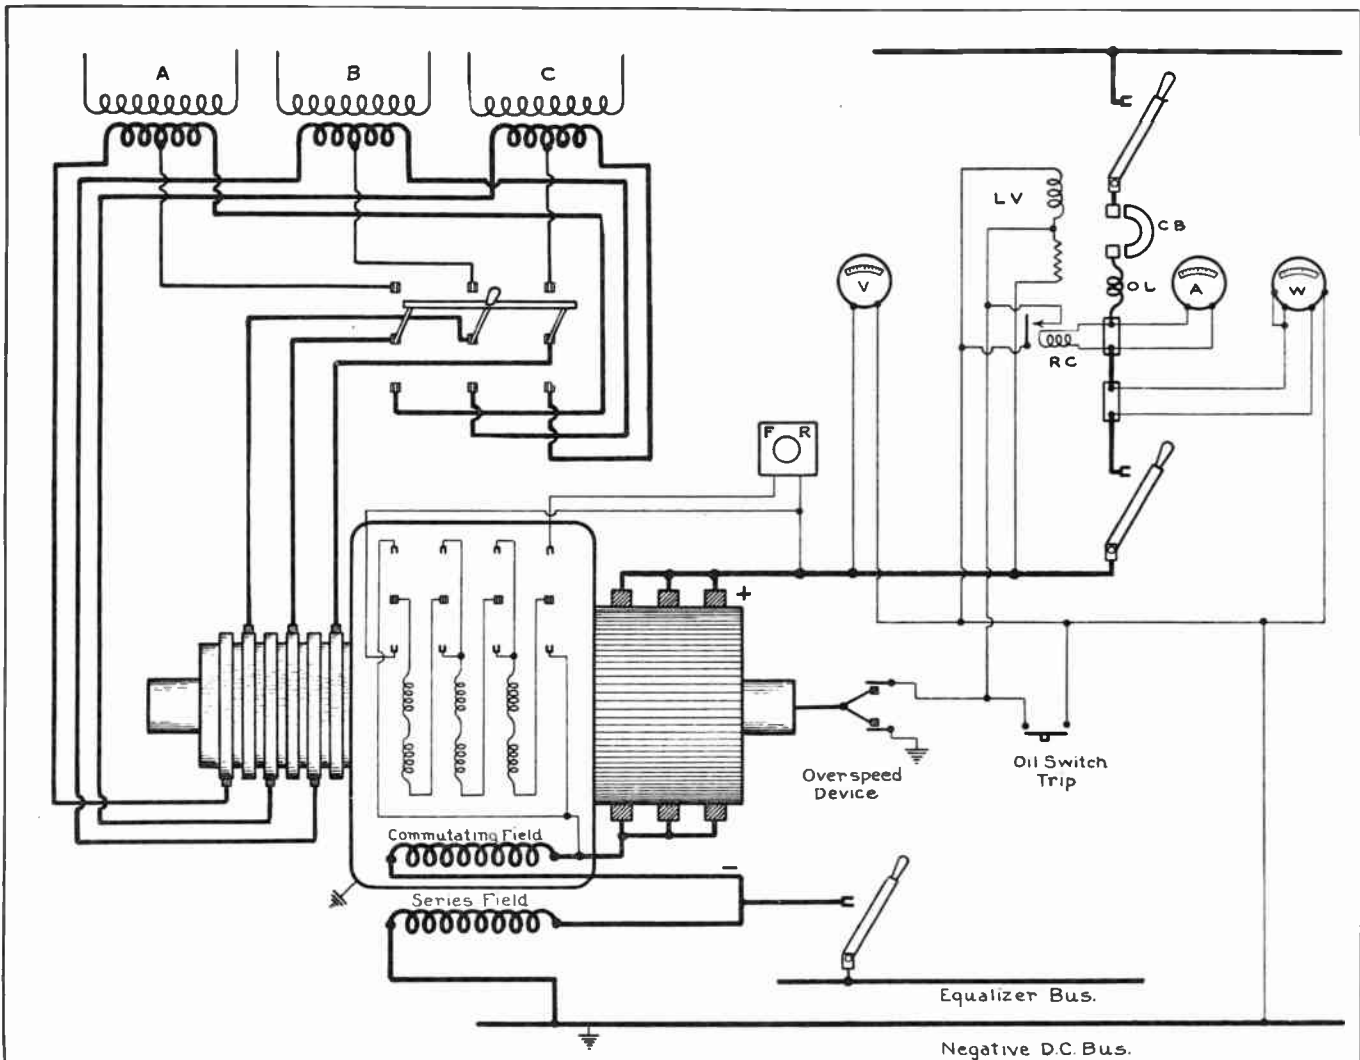 A B C
LV
CB
V
OL
A
W
RC
F R
+
Overspeed
Device
Oil Switch
Trip
Commutating Field
−
Series Field
Equalizer Bus.
Negative D.C. Bus.